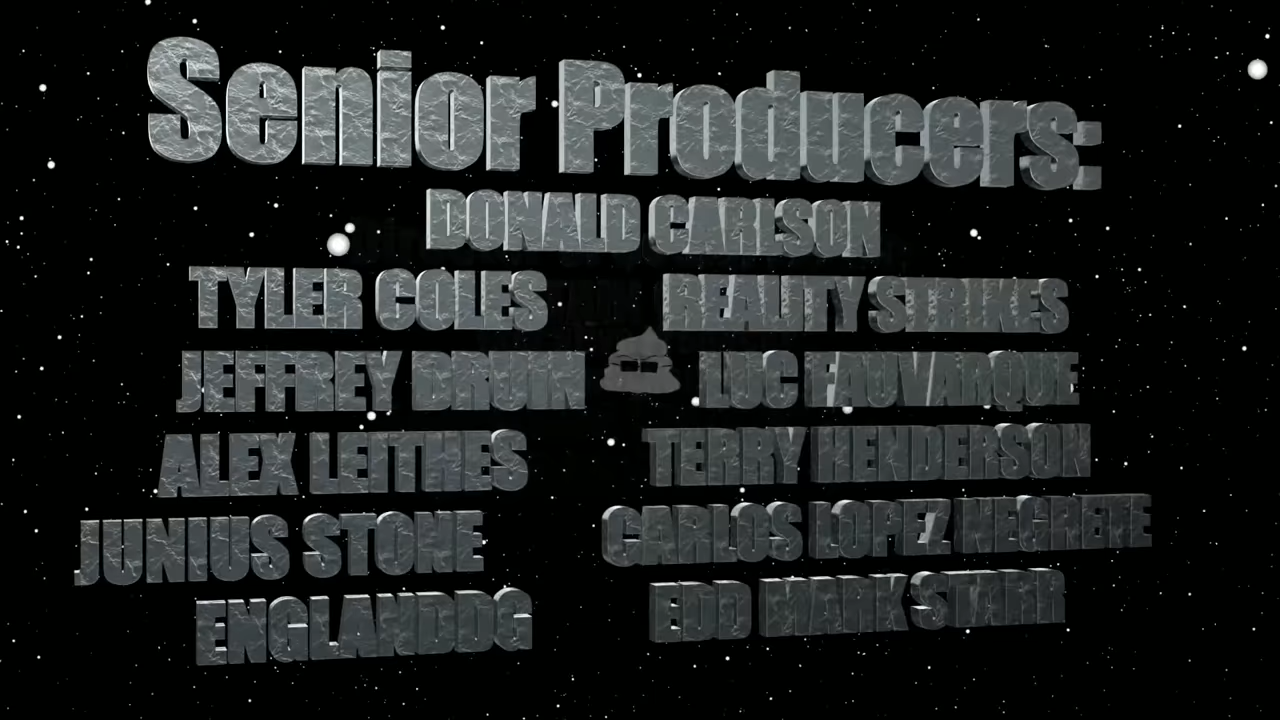 Senior Producers:
DONALD CARLSON
TYLER COLES REALITY STRIKES
JEFFREY DRUIN LUC FAUVARQUE
ALEX LEITHES TERRY HENDERSON
JUNIUS STONE CARLOS LOPEZ NEGRETE
ENGLANDDG EDD MARK STARR